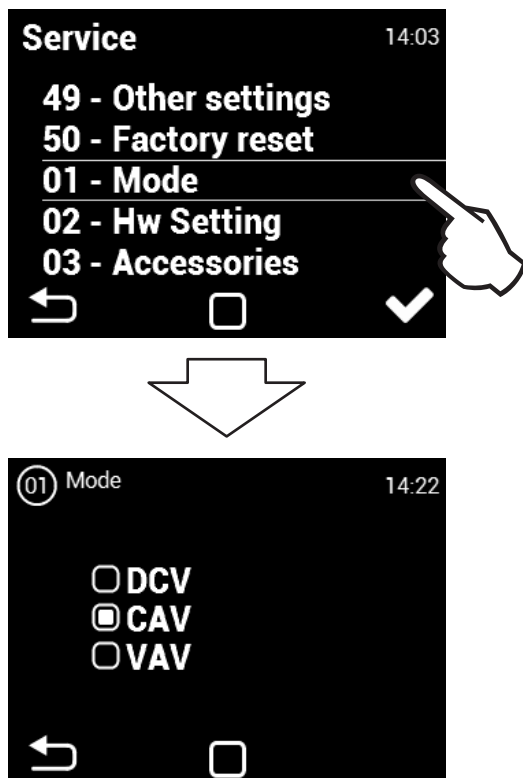 Service 14:03
49 - Other settings
50 - Factory reset
01 - Mode
02 - Hw Setting
03 - Accessories
01 Mode 14:22
DCV
CAV
VAV